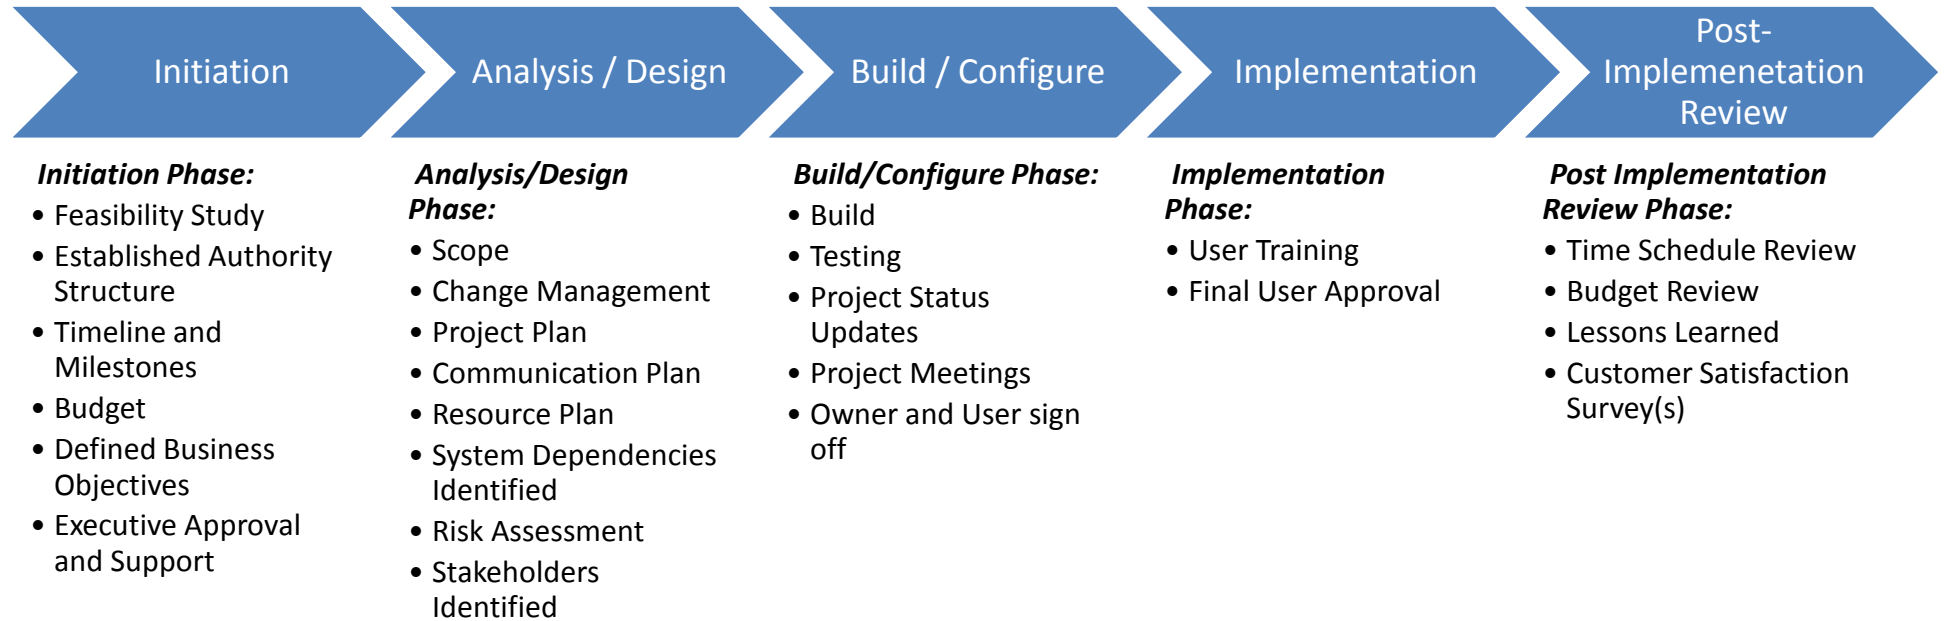 Initiation
Analysis / Design
Build / Configure
Implementation
Post-
Implemenetation
Review
Initiation Phase:
• Feasibility Study
• Established Authority
Structure
• Timeline and
Milestones
• Budget
• Defined Business
Objectives
• Executive Approval
and Support
Analysis/Design
Phase:
• Scope
• Change Management
• Project Plan
• Communication Plan
• Resource Plan
• System Dependencies
Identified
• Risk Assessment
• Stakeholders
Identified
Build/Configure Phase:
• Build
• Testing
• Project Status
Updates
• Project Meetings
• Owner and User sign
off
Implementation
Phase:
• User Training
• Final User Approval
Post Implementation
Review Phase:
• Time Schedule Review
• Budget Review
• Lessons Learned
• Customer Satisfaction
Survey(s)